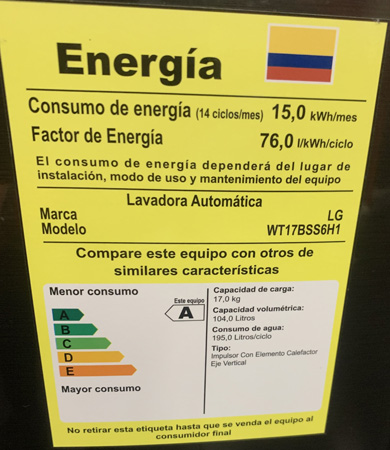 Energía
Consumo de energía (14 ciclos/mes) 15,0 kWh/mes
Factor de Energía 76,0 l/kWh/ciclo
El consumo de energía dependerá del lugar de
instalación, modo de uso y mantenimiento del equipo
Lavadora Automática
Marca LG
Modelo WT17BSS6H1
Compare este equipo con otros de
similares características
Menor consumo
Este equipo
A A
B
C
D
E
Mayor consumo
Capacidad de carga:
17,0 kg
Capacidad volumétrica:
104,0 Litros
Consumo de agua:
195,0 Litros/ciclo
Tipo:
Impulsor Con Elemento Calefactor
Eje Vertical
No retirar esta etiqueta hasta que se venda el equipo al
consumidor final